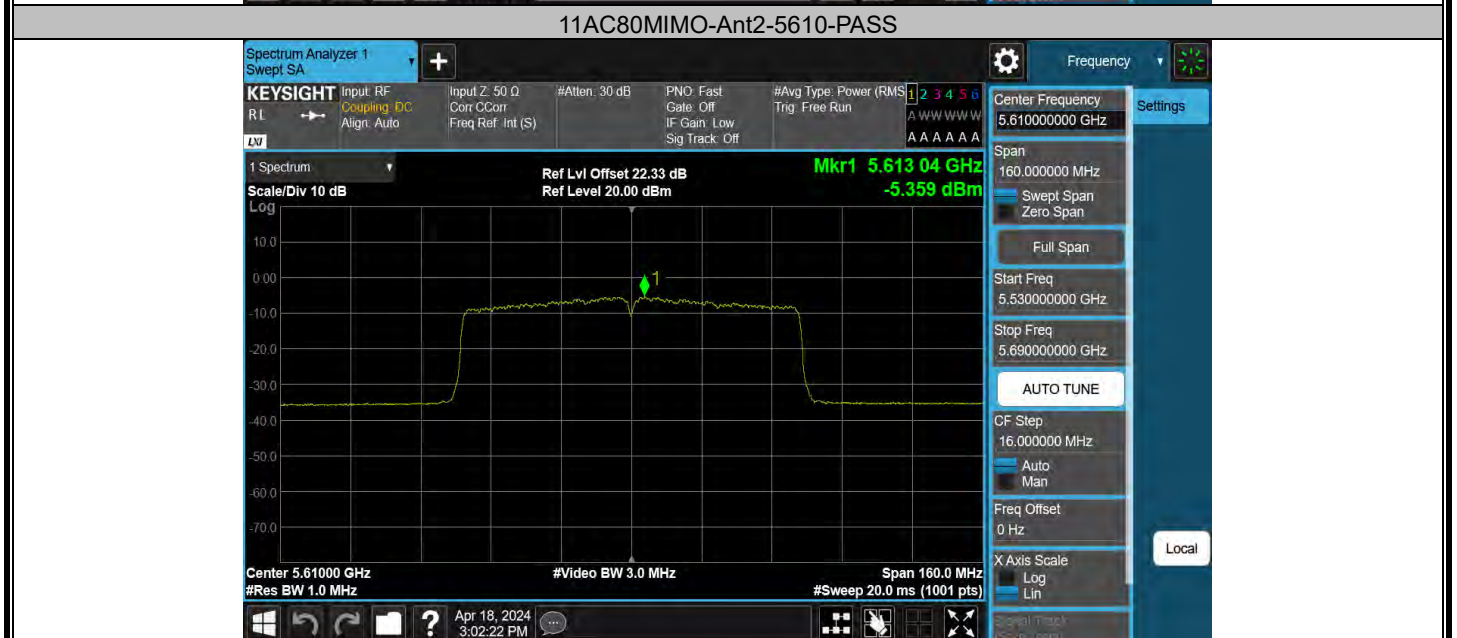 11AC80MIMO-Ant2-5610-PASS
Spectrum Analyzer 1
Swept SA
Frequency
KEYSIGHT
RL
LXI
Input: RF
Coupling: DC
Align: Auto
Input Z: 50 Ω
Corr CCorr
Freq Ref: Int (S)
#Atten: 30 dB
PNO: Fast
Gate: Off
IF Gain: Low
Sig Track: Off
#Avg Type: Power (RMS
Trig: Free Run
1 2 3 4 5 6
A W W W W W
A A A A A A
1 Spectrum
Scale/Div 10 dB
Log
Ref Lvl Offset 22.33 dB
Ref Level 20.00 dBm
Mkr1 5.613 04 GHz
-5.359 dBm
10.0
0.00
-10.0
-20.0
-30.0
-40.0
-50.0
-60.0
-70.0
1
Center 5.61000 GHz
#Res BW 1.0 MHz
#Video BW 3.0 MHz
Span 160.0 MHz
#Sweep 20.0 ms (1001 pts)
Apr 18, 2024
3:02:22 PM
Center Frequency
5.610000000 GHz
Settings
Span
160.000000 MHz
Swept Span
Zero Span
Full Span
Start Freq
5.530000000 GHz
Stop Freq
5.690000000 GHz
AUTO TUNE
CF Step
16.000000 MHz
Auto
Man
Freq Offset
0 Hz
X Axis Scale
Log
Lin
Local
Signal Track